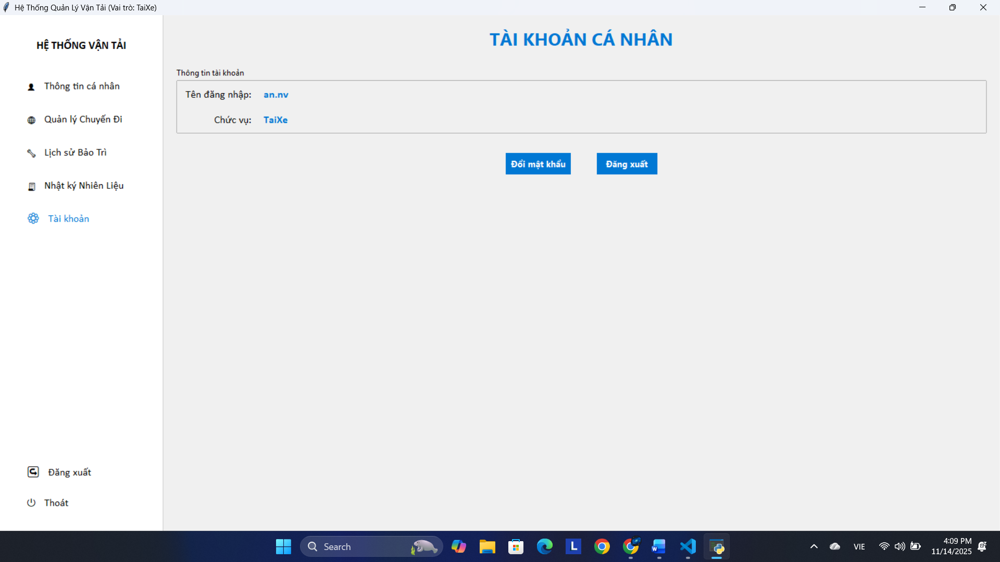 Hệ Thống Quản Lý Vận Tải (Vai trò: TaiXe)
HỆ THỐNG VẬN TẢI
Thông tin cá nhân
Quản lý Chuyến Đi
Lịch sử Bảo Trì
Nhật ký Nhiên Liệu
Tài khoản
Đăng xuất
Thoát
TÀI KHOẢN CÁ NHÂN
Thông tin tài khoản
Tên đăng nhập: an.nv
Chức vụ: TaiXe
Đổi mật khẩu Đăng xuất
Search
L
W
VIE
4:09 PM
11/14/2025